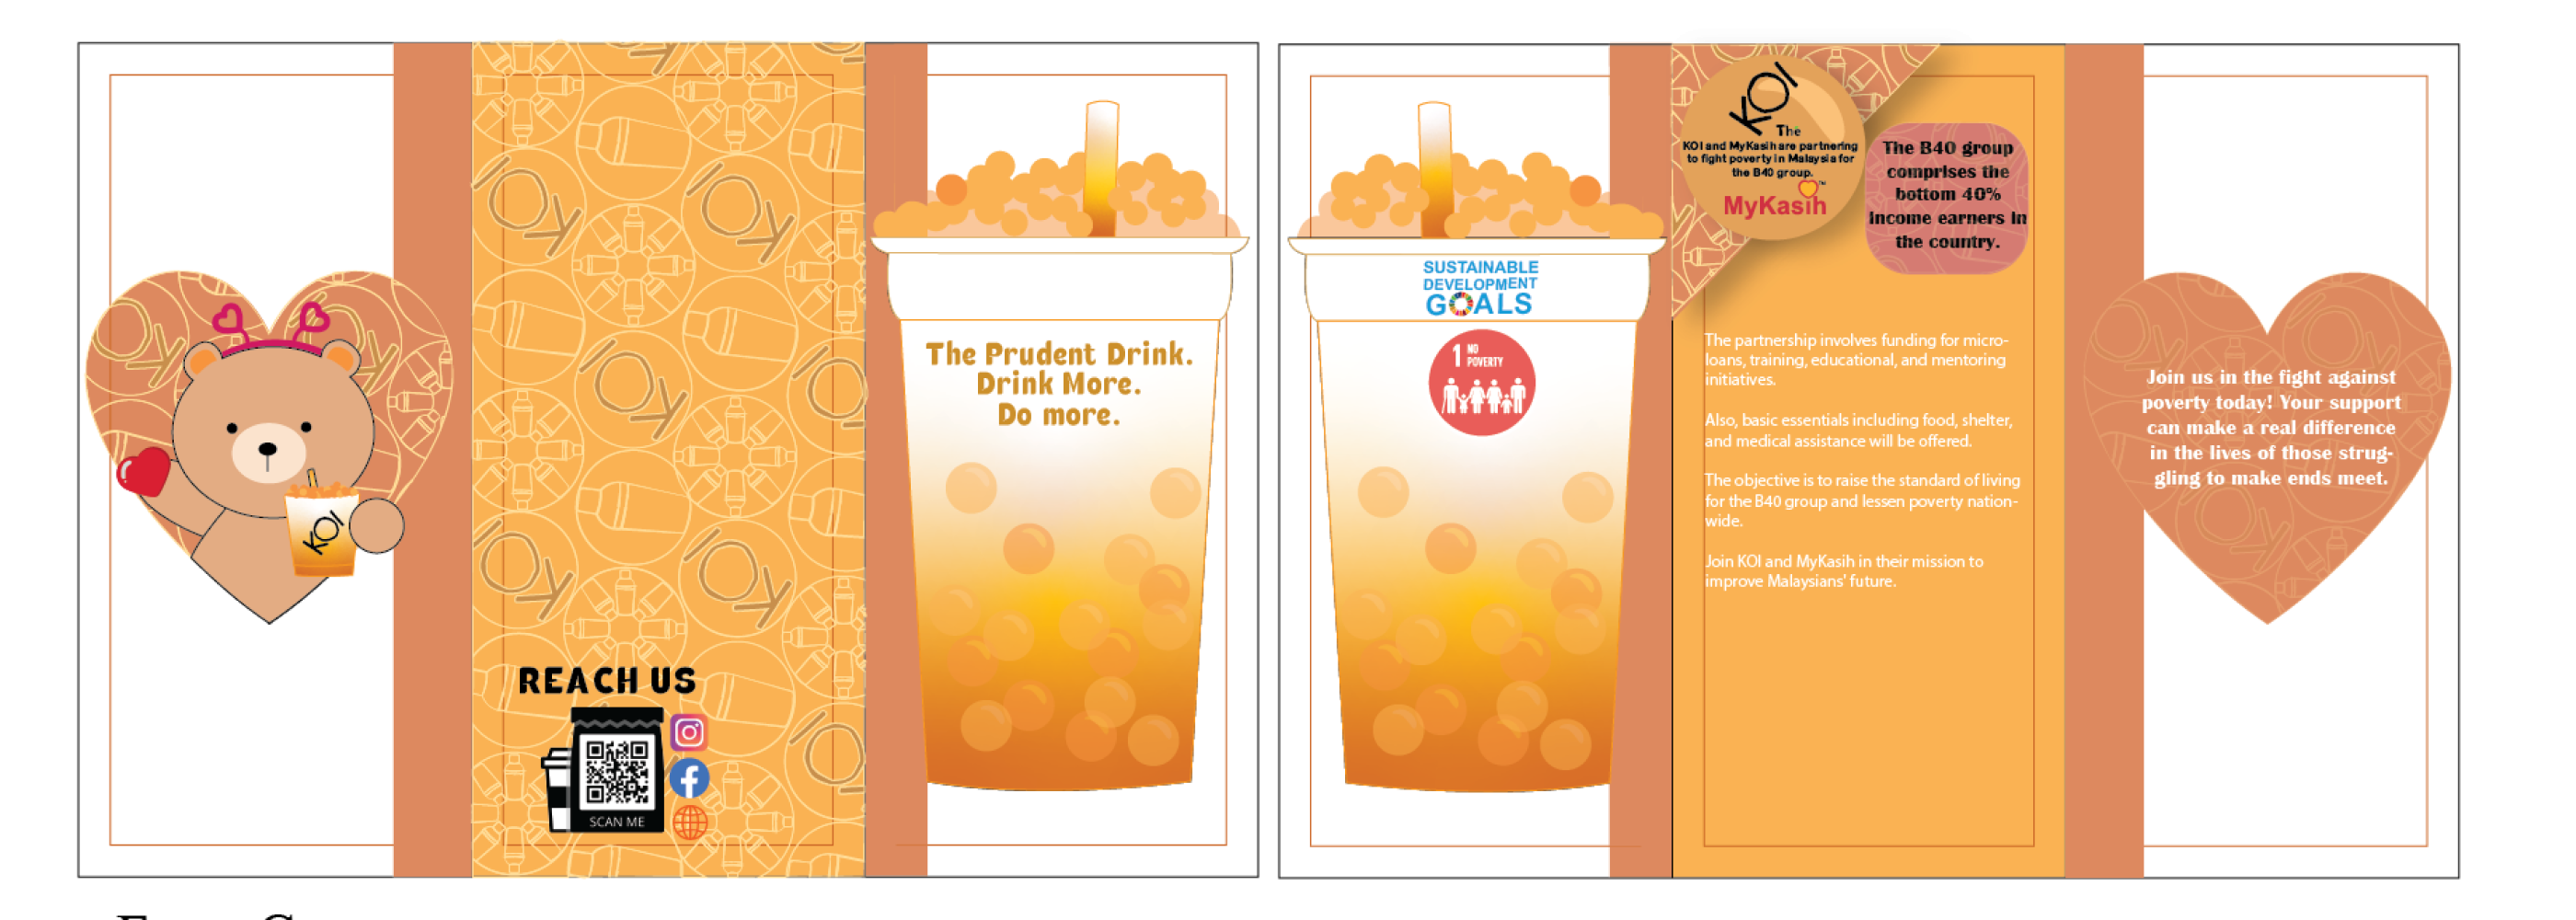 KOI
REACH US
SCAN ME
The Prudent Drink.
Drink More.
Do more.
SUSTAINABLE
DEVELOPMENT
GOALS
1 NO
POVERTY
KOI
The
KOI and MyKasih are partnering
to fight poverty in Malaysia for
the B40 group.
MyKasih™
The B40 group
comprises the
bottom 40%
income earners in
the country.
The partnership involves funding for micro-
loans, training, educational, and mentoring
initiatives.
Also, basic essentials including food, shelter,
and medical assistance will be offered.
The objective is to raise the standard of living
for the B40 group and lessen poverty nation-
wide.
Join KOI and MyKasih in their mission to
improve Malaysians' future.
Join us in the fight against
poverty today! Your support
can make a real difference
in the lives of those strug-
gling to make ends meet.